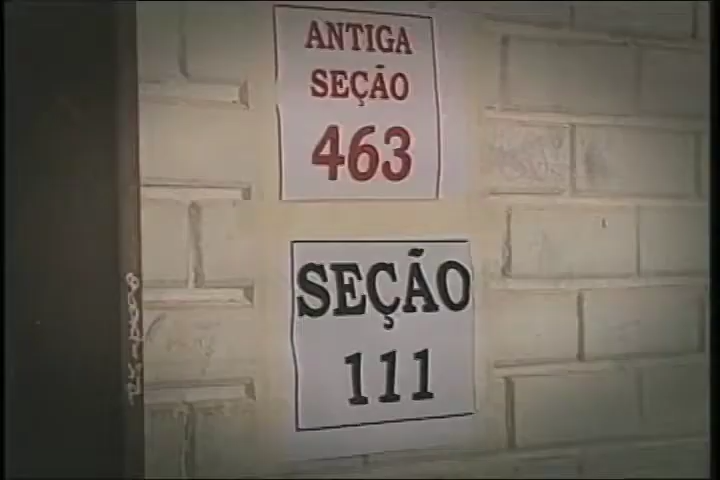 ANTIGA
SEÇÃO
463
SEÇÃO
111